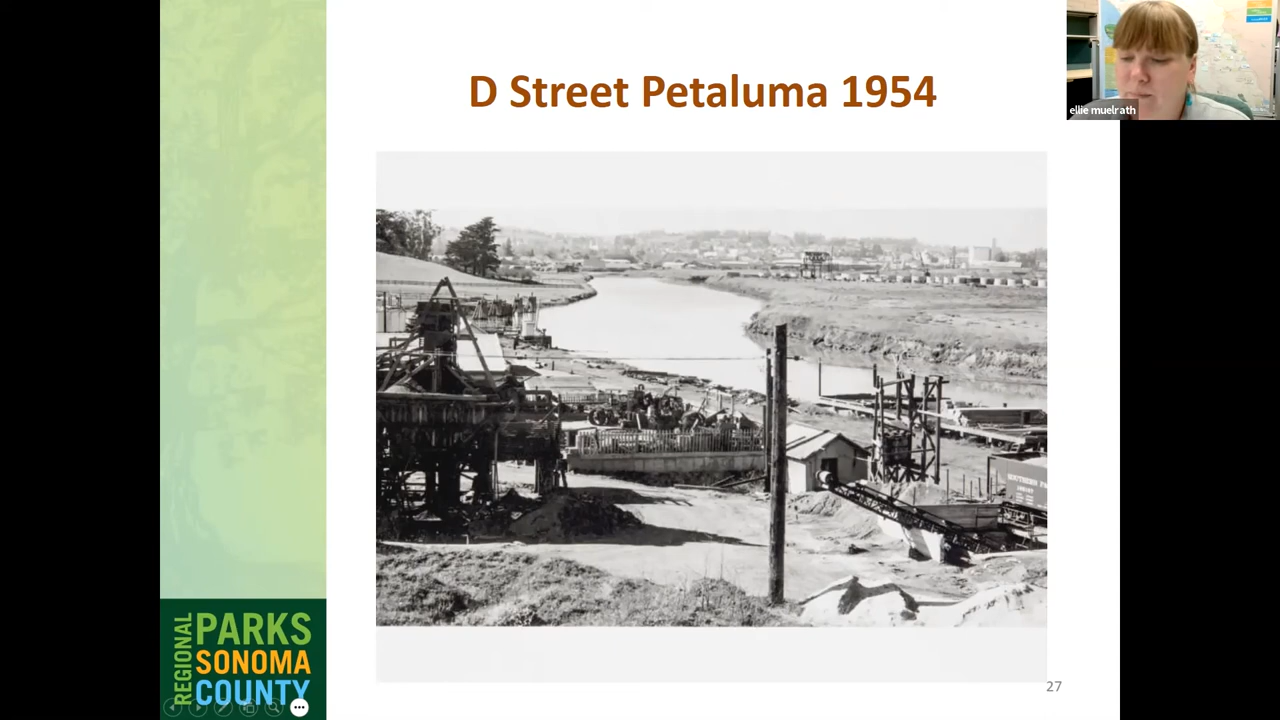 D Street Petaluma 1954
ellie muelrath
REGIONAL
PARKS
SONOMA
COUNTY
27